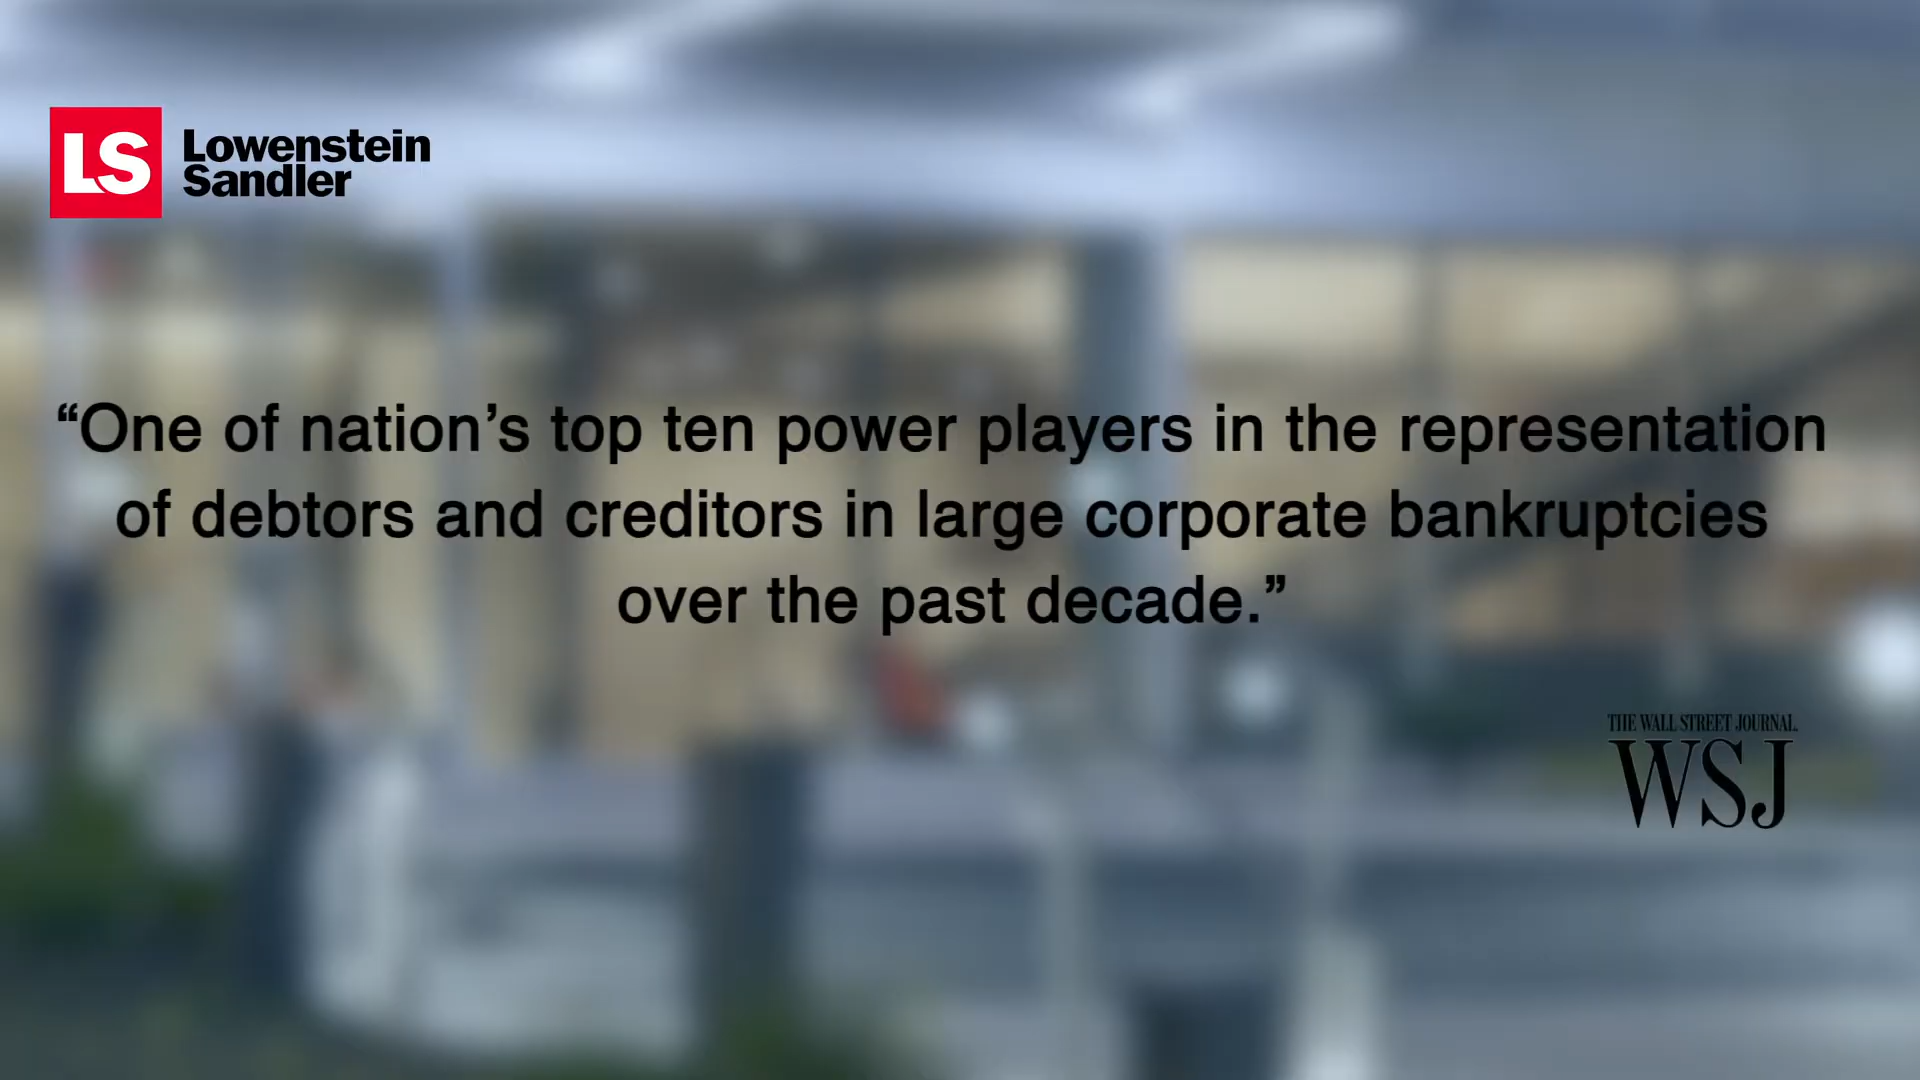 LS
Lowenstein
Sandler
“One of nation’s top ten power players in the representation
of debtors and creditors in large corporate bankruptcies
over the past decade.”
THE WALL STREET JOURNAL.
WSJ